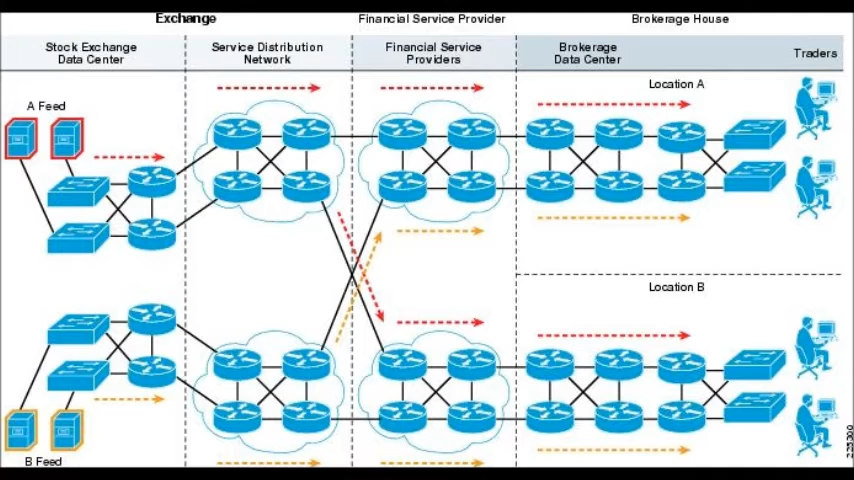 Exchange
Financial Service Provider
Brokerage House
Stock Exchange
Data Center
Service Distribution
Network
Financial Service
Providers
Brokerage
Data Center
Traders
A Feed
Location A
Location B
B Feed
225300